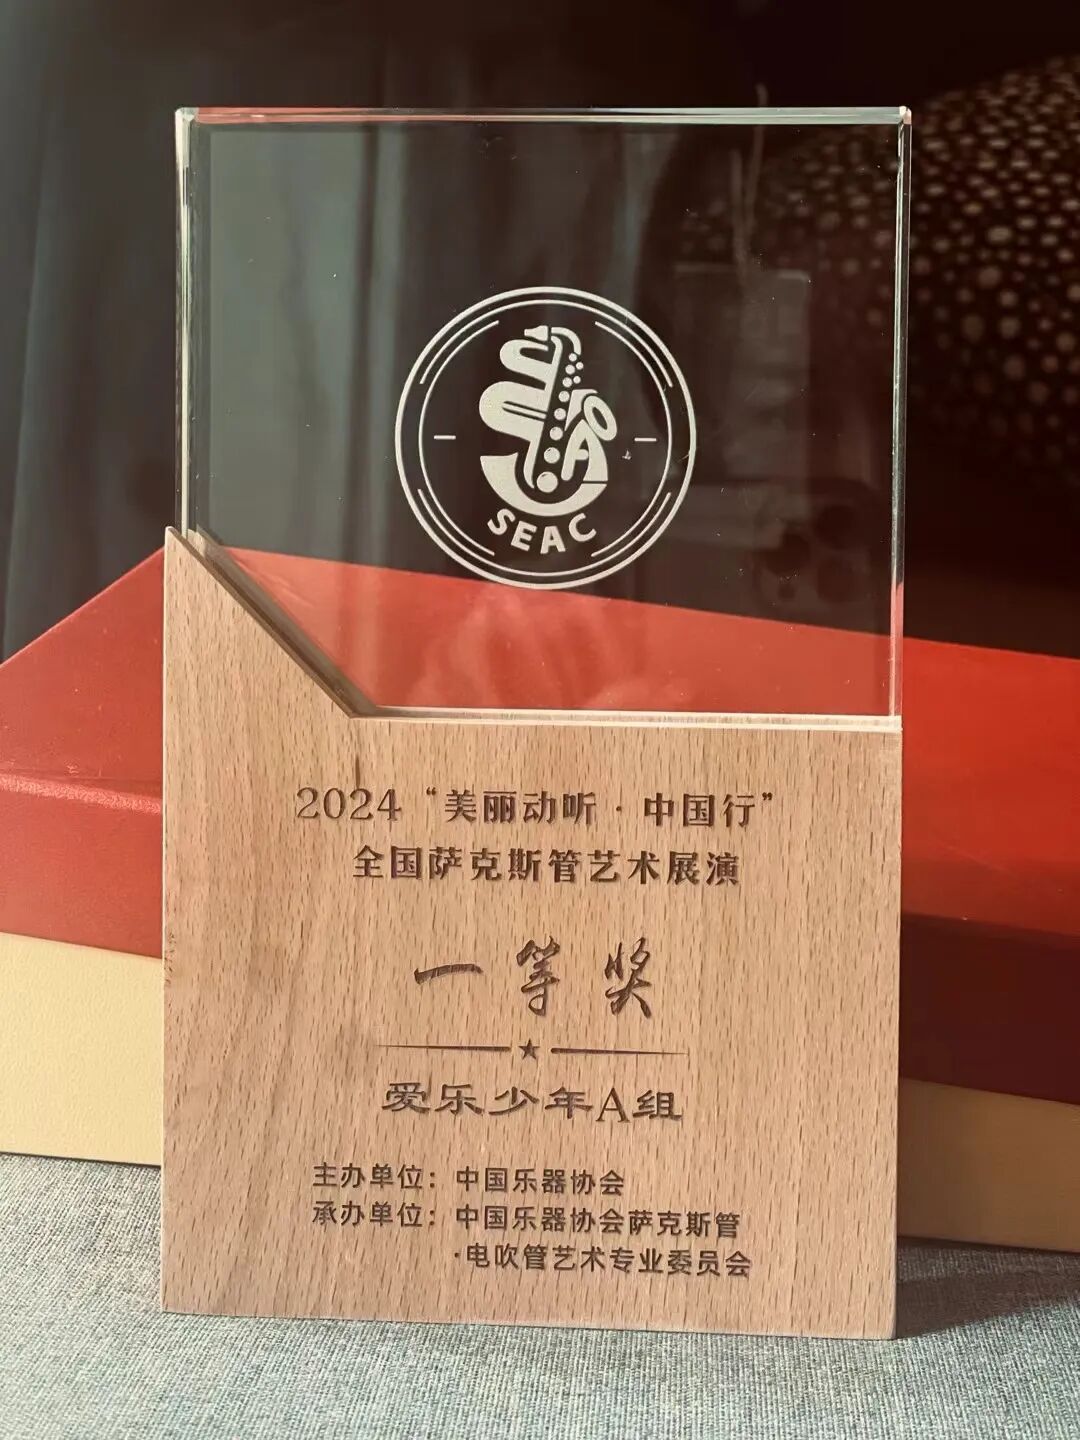 SEAC
2024“美丽动听·中国行”
全国萨克斯管艺术展演
一等奖
爱乐少年A组
主办单位：中国乐器协会
承办单位：中国乐器协会萨克斯管
·电吹管艺术专业委员会